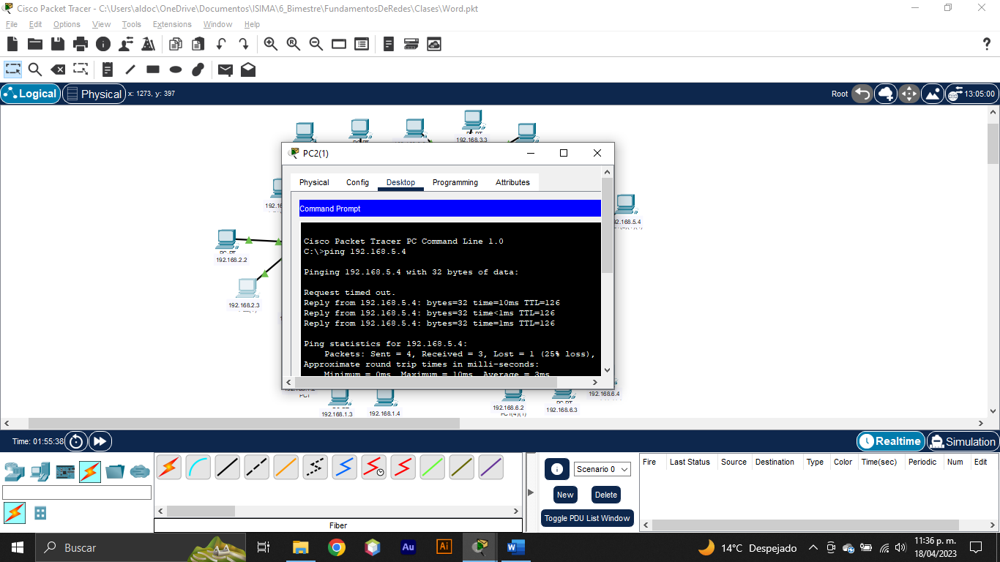 Cisco Packet Tracer - C:\Users\aldoc\OneDrive\Documentos\ISIMA\6_Bimestre\FundamentosDeRedes\Clases\Word.pkt
File Edit Options View Tools Extensions Window Help
Logical Physical x: 1273, y: 397 Root 13:05:00
192.168.3.3
PC2(1)
Physical Config Desktop Programming Attributes
Command Prompt
192.168.5.4
Cisco Packet Tracer PC Command Line 1.0
C:\>ping 192.168.5.4
192.168.2.2
Pinging 192.168.5.4 with 32 bytes of data:
Request timed out.
Reply from 192.168.5.4: bytes=32 time=10ms TTL=126
192.168.2.3
Reply from 192.168.5.4: bytes=32 time<1ms TTL=126
Reply from 192.168.5.4: bytes=32 time=1ms TTL=126
Ping statistics for 192.168.5.4:
Packets: Sent = 4, Received = 3, Lost = 1 (25% loss),
Approximate round trip times in milli-seconds:
Minimum = 0ms, Maximum = 10ms, Average = 3ms
192.168.6.4
192.168.6.2
192.168.6.3
192.168.1.3 192.168.1.4
Time: 01:55:38 Realtime Simulation
Scenario 0
New Delete
Toggle PDU List Window
Fire Last Status Source Destination Type Color Time(sec) Periodic Num Edit
Fiber
Buscar
Au
Ai
14°C Despejado
11:36 p. m.
18/04/2023